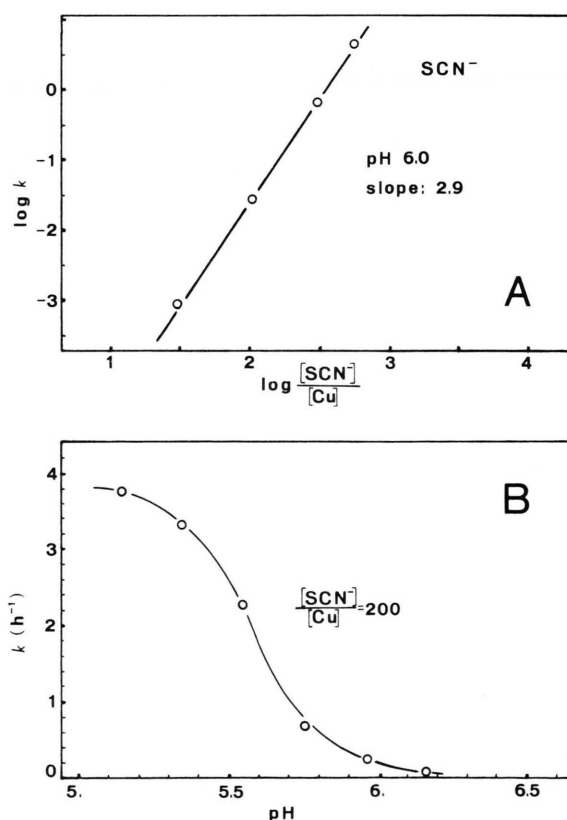 0
-1
-2
-3
log k
SCN⁻
pH 6.0
slope: 2.9
A
1
2
3
4
log [SCN⁻]
[Cu]
4
3
2
1
0
k (h⁻¹)
B
[SCN⁻]
[Cu] =200
5.
5.5
6.
6.5
pH